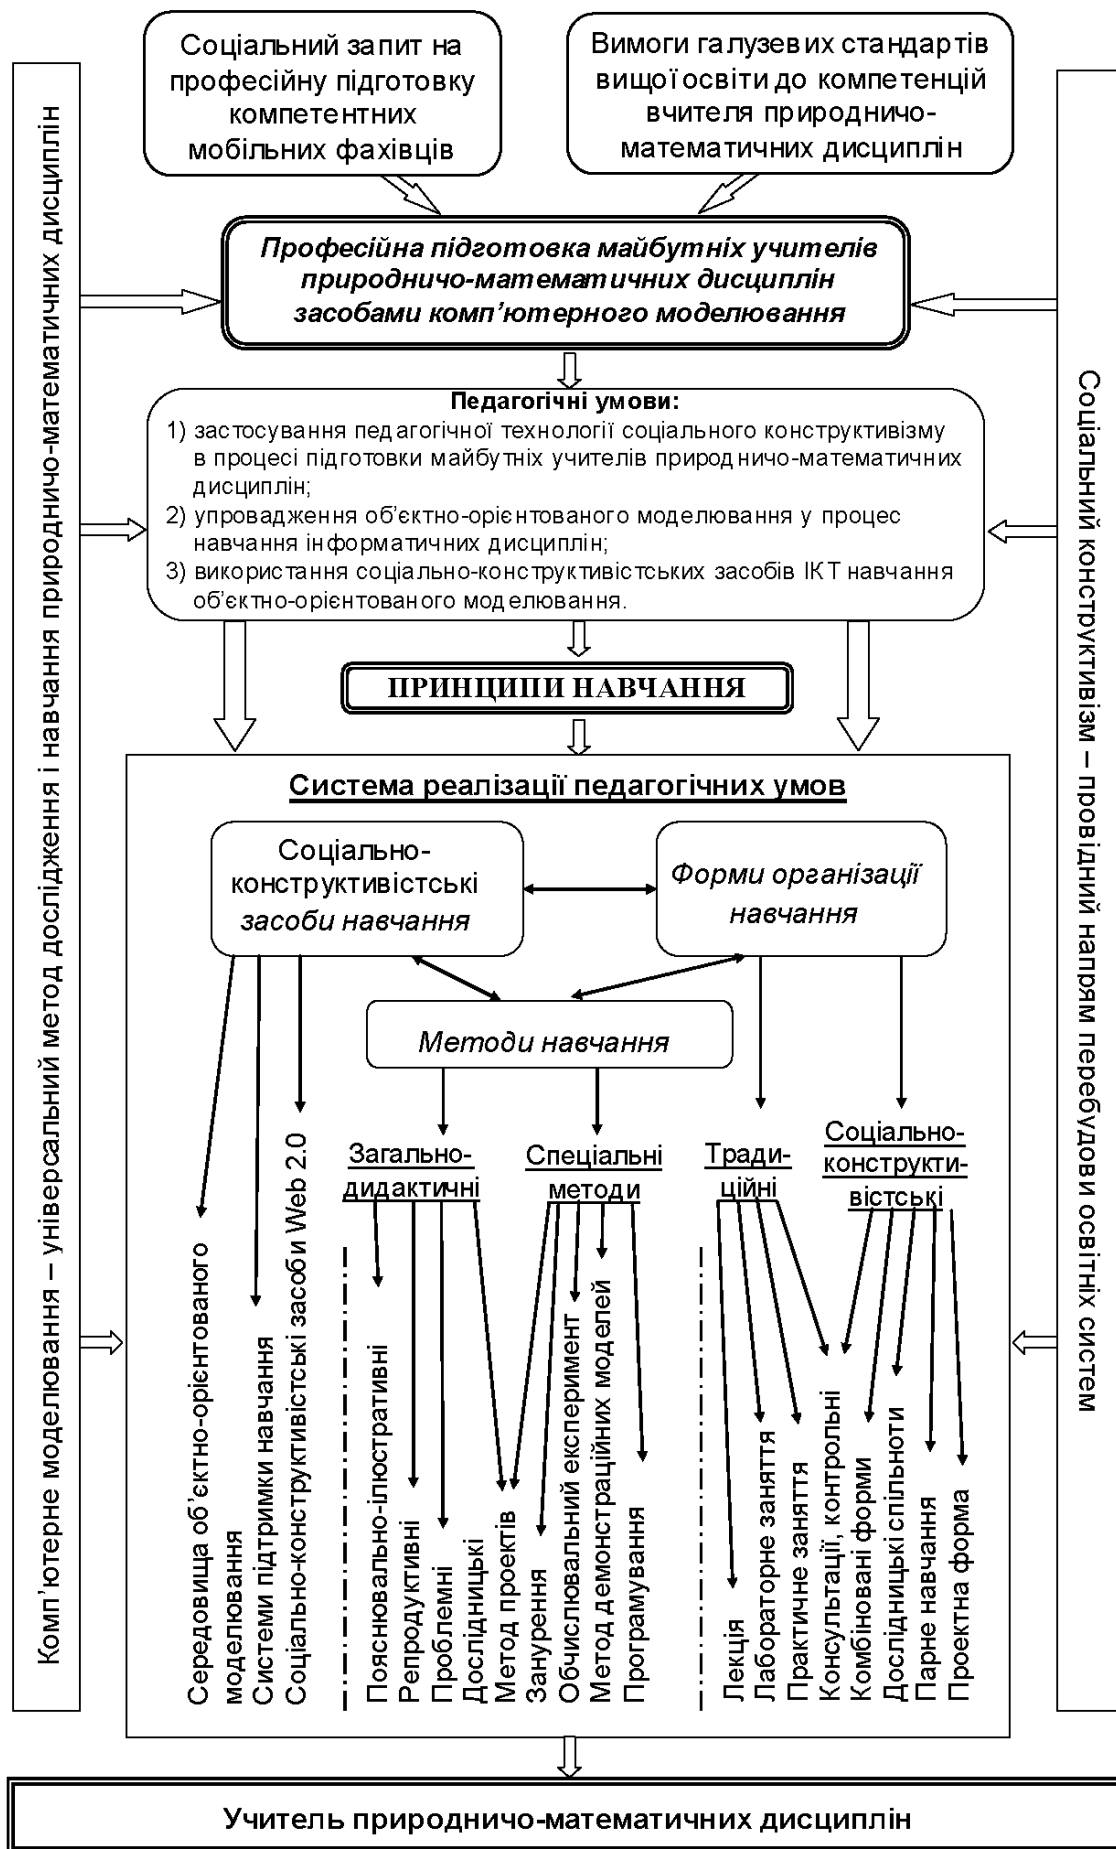 Соціальний запит на
професійну підготовку
компетентних
мобільних фахівців
Вимоги галузевих стандартів
вищої освіти до компетенцій
вчителя природничо-
математичних дисциплін
Комп'ютерне моделювання – універсальний метод дослідження і навчання природничо-математичних дисциплін
Соціальний конструктивізм – провідний напрям перебудови освітніх систем
Професійна підготовка майбутніх учителів
природничо-математичних дисциплін
засобами комп'ютерного моделювання
Педагогічні умови:
1) застосування педагогічної технології соціального конструктивізму
в процесі підготовки майбутніх учителів природничо-математичних
дисциплін;
2) упровадження об'єктно-орієнтованого моделювання у процес
навчання інформатичних дисциплін;
3) використання соціально-конструктивістських засобів ІКТ навчання
об'єктно-орієнтованого моделювання.
ПРИНЦИПИ НАВЧАННЯ
Система реалізації педагогічних умов
Соціально-
конструктивістські
засоби навчання
Форми організації
навчання
Методи навчання
Загально-
дидактичні
Спеціальні
методи
Тради-
ційні
Соціально-
конструкти-
вістські
Середовища об'єктно-орієнтованого
моделювання
Системи підтримки навчання
Соціально-конструктивістські засоби Web 2.0
Пояснювально-ілюстративні
Репродуктивні
Проблемні
Дослідницькі
Метод проектів
Занурення
Обчислювальний експеримент
Метод демонстраційних моделей
Програмування
Лекція
Лабораторне заняття
Практичне заняття
Консультації, контрольні
Комбіновані форми
Дослідницькі спільноти
Парне навчання
Проектна форма
Учитель природничо-математичних дисциплін